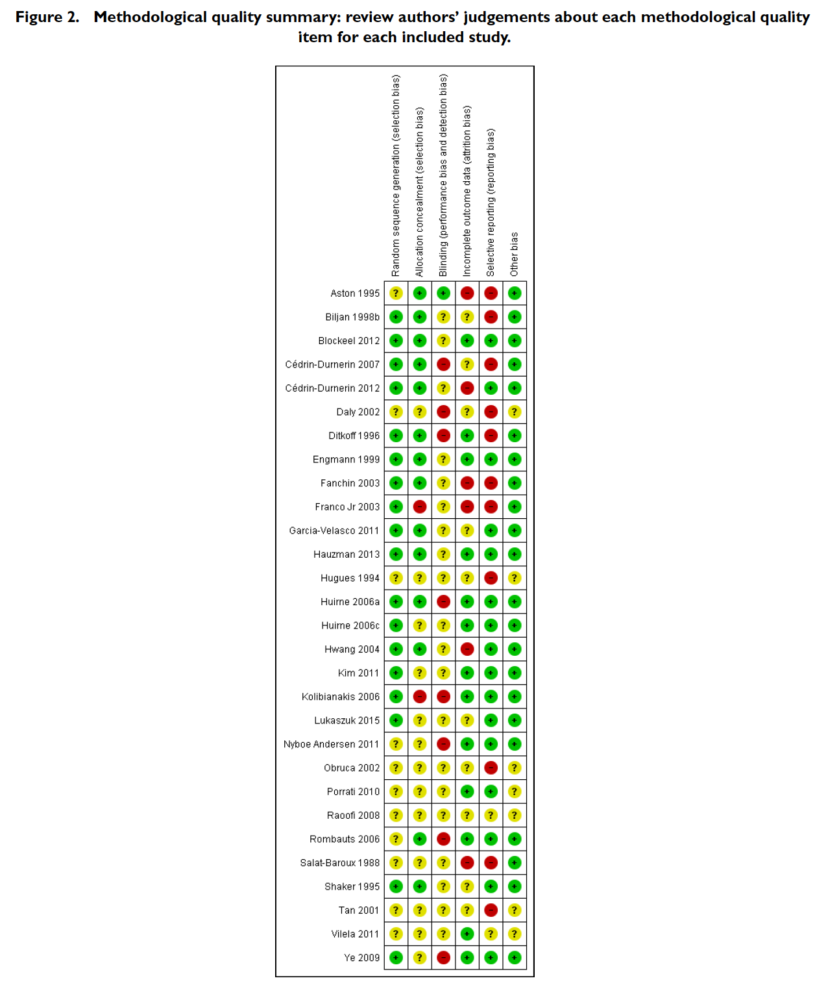 Figure 2. Methodological quality summary: review authors’ judgements about each methodological quality
item for each included study.
Random sequence generation (selection bias)
Allocation concealment (selection bias)
Blinding (performance bias and detection bias)
Incomplete outcome data (attrition bias)
Selective reporting (reporting bias)
Other bias
Aston 1995 ? + + - - +
Biljan 1998b + + ? ? - +
Blockeel 2012 + + ? + + +
Cédrin-Durnerin 2007 + + - ? - +
Cédrin-Durnerin 2012 + + ? - + +
Daly 2002 ? ? - ? - ?
Ditkoff 1996 + + - + - +
Engmann 1999 + + ? + + +
Fanchin 2003 + + ? - - +
Franco Jr 2003 + - ? - - +
Garcia-Velasco 2011 + + ? ? + +
Hauzman 2013 + + ? + + +
Hugues 1994 ? ? ? ? - ?
Huirne 2006a + + - + + +
Huirne 2006c + ? ? + + +
Hwang 2004 + + ? - + +
Kim 2011 + ? ? + + +
Kolibianakis 2006 + - - + + +
Lukaszuk 2015 + ? ? ? + +
Nyboe Andersen 2011 ? ? - + + +
Obruca 2002 ? ? ? ? - ?
Porrati 2010 ? ? ? + + ?
Raoofi 2008 ? ? ? ? ? ?
Rombauts 2006 ? + - + + +
Salat-Baroux 1988 ? ? ? - - +
Shaker 1995 + + ? ? + +
Tan 2001 ? ? ? ? - ?
Vilela 2011 ? ? ? + ? ?
Ye 2009 + ? - + + +